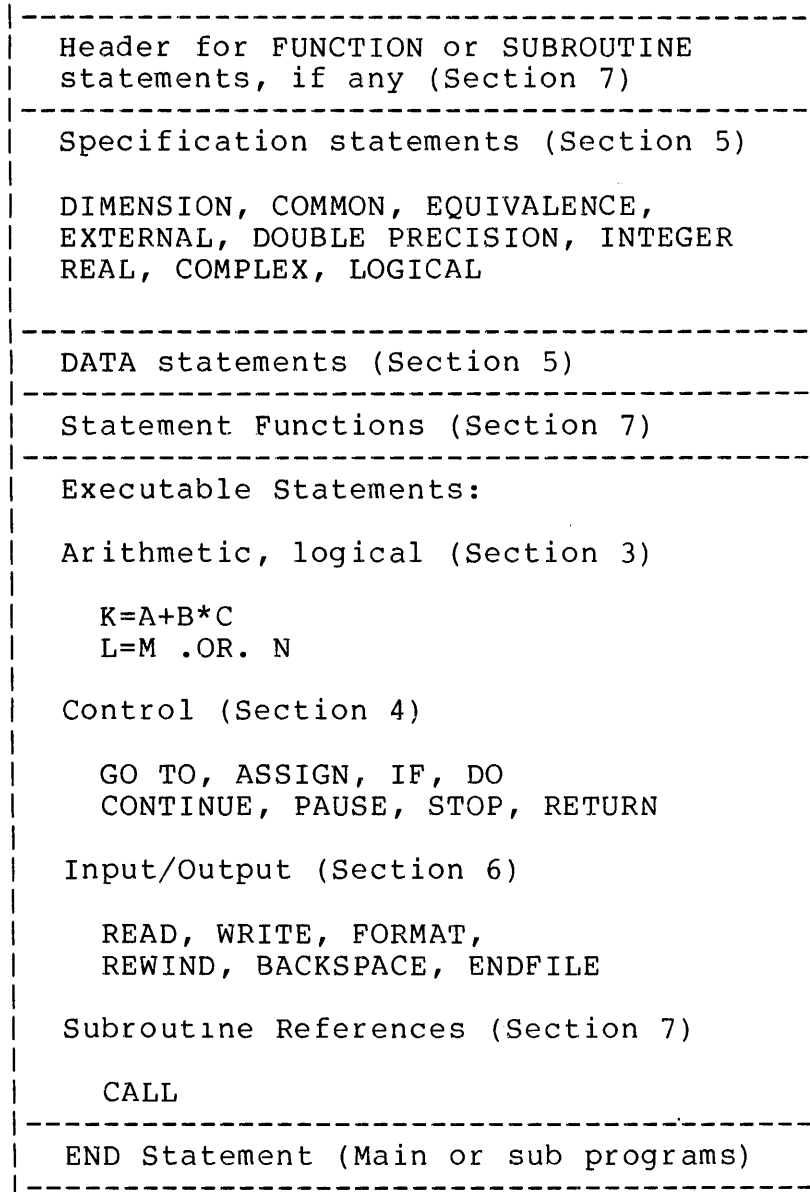 Header for FUNCTION or SUBROUTINE
statements, if any (Section 7)
Specification statements (Section 5)
DIMENSION, COMMON, EQUIVALENCE,
EXTERNAL, DOUBLE PRECISION, INTEGER
REAL, COMPLEX, LOGICAL
DATA statements (Section 5)
Statement Functions (Section 7)
Executable Statements:
Arithmetic, logical (Section 3)
K=A+B*C
L=M .OR. N
Control (Section 4)
GO TO, ASSIGN, IF, DO
CONTINUE, PAUSE, STOP, RETURN
Input/Output (Section 6)
READ, WRITE, FORMAT,
REWIND, BACKSPACE, ENDFILE
Subroutine References (Section 7)
CALL
END Statement (Main or sub programs)